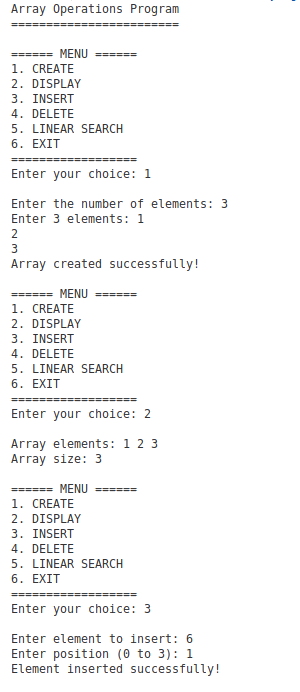 Array Operations Program
========================
====== MENU ======
1. CREATE
2. DISPLAY
3. INSERT
4. DELETE
5. LINEAR SEARCH
6. EXIT
==================
Enter your choice: 1
Enter the number of elements: 3
Enter 3 elements: 1
2
3
Array created successfully!
====== MENU ======
1. CREATE
2. DISPLAY
3. INSERT
4. DELETE
5. LINEAR SEARCH
6. EXIT
==================
Enter your choice: 2
Array elements: 1 2 3
Array size: 3
====== MENU ======
1. CREATE
2. DISPLAY
3. INSERT
4. DELETE
5. LINEAR SEARCH
6. EXIT
==================
Enter your choice: 3
Enter element to insert: 6
Enter position (0 to 3): 1
Element inserted successfully!